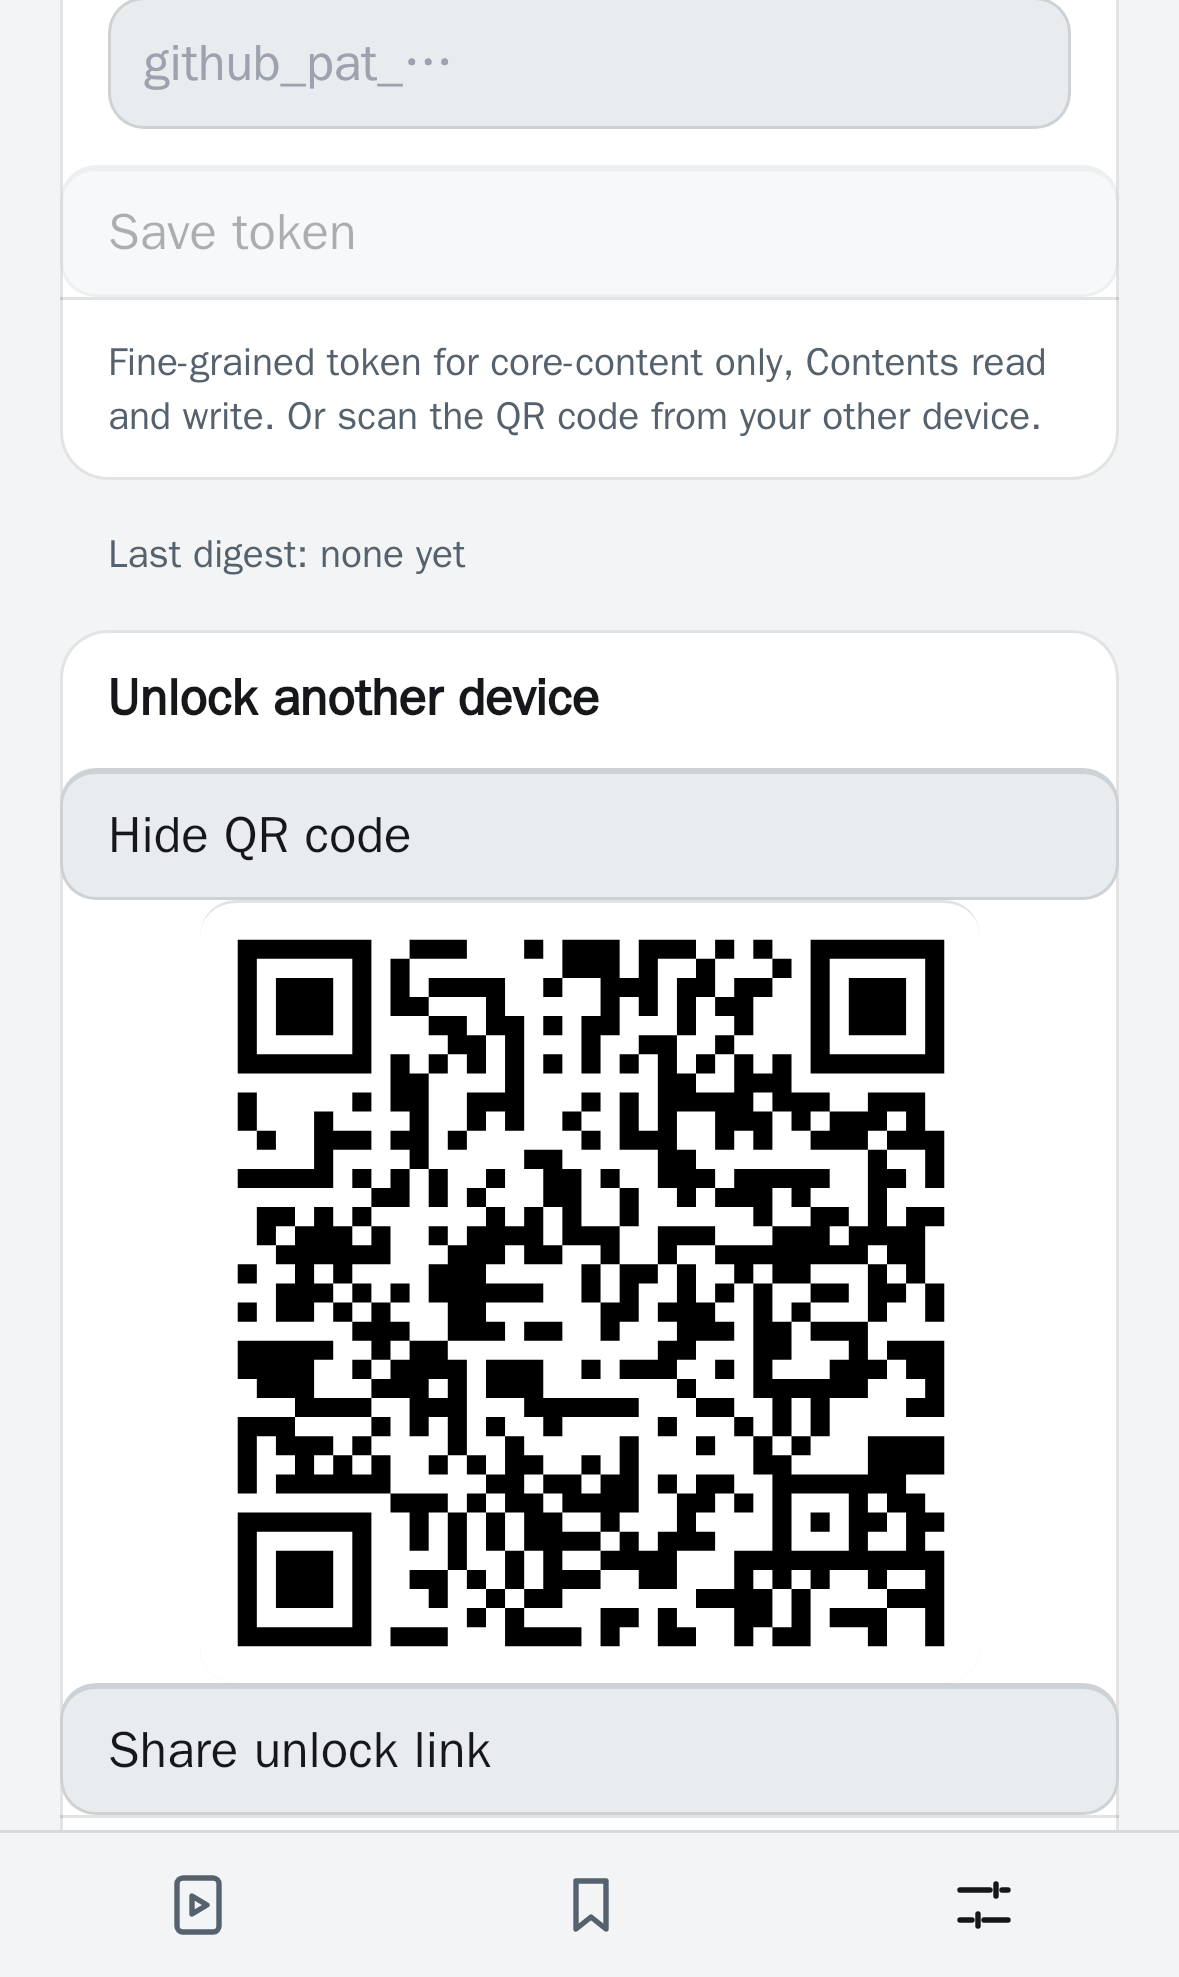 github_pat_…
Save token
Fine-grained token for core-content only, Contents read
and write. Or scan the QR code from your other device.
Last digest: none yet
Unlock another device
Hide QR code
Share unlock link